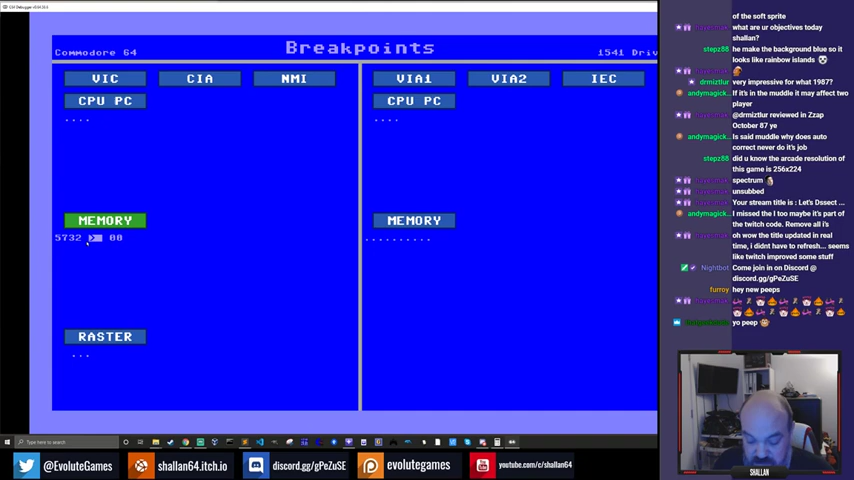 C64 Debugger v0.64.58.6
Commodore 64
Breakpoints
1541 Driv
VIC
CIA
NMI
VIA1
VIA2
IEC
CPU PC
CPU PC
....
....
MEMORY
MEMORY
5732 > 00
..........
RASTER
...
of the soft sprite
what are ur objectives today
shallan?
stepz88 he make the background blue so it
looks like rainbow islands
drmiztur very impressive for what 1987?
andymagick... If it's in the muddle it may affect two
player
@drmiztur reviewed in Zzap
October 87 ye
andymagick... Is said muddle why does auto
correct never do it's job
stepz88 did u know the arcade resolution of
this game is 256x224
spectrum
unsubbed
Your stream title is : Let's Dssect ...
andymagick... I missed the I too maybe it's part of
the twitch code. Remove all i's
oh wow the title updated in real
time, i didnt have to refresh... seems
like twitch improved some stuff
Nightbot Come join in on Discord @
discord.gg/gPeZuSE
furroy hey new peeps
yo peep
Type here to search
@EvoluteGames
shallan64.itch.io
discord.gg/gPeZuSE
evolutegames
youtube.com/c/shallan64
SHALLAN